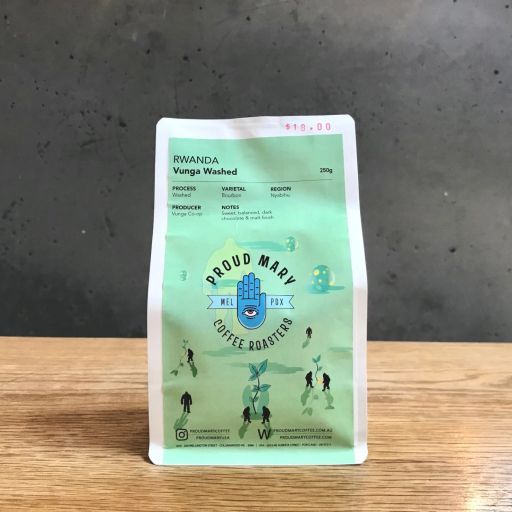 $18.00
RWANDA
Vunga Washed
250g
PROCESS
Washed
VARIETAL
Bourbon
REGION
Nyabihu
PRODUCER
Vunga Co-op
NOTES
Sweet, balanced, dark
chocolate & malt brish
PROUD MARY
MEL PDX
COFFEE ROASTERS
PROUDMARYCOFFEE
PROUDMARYUSA
W
PROUDMARYCOFFEE.COM.AU
PROUDMARYCOFFEE.COM